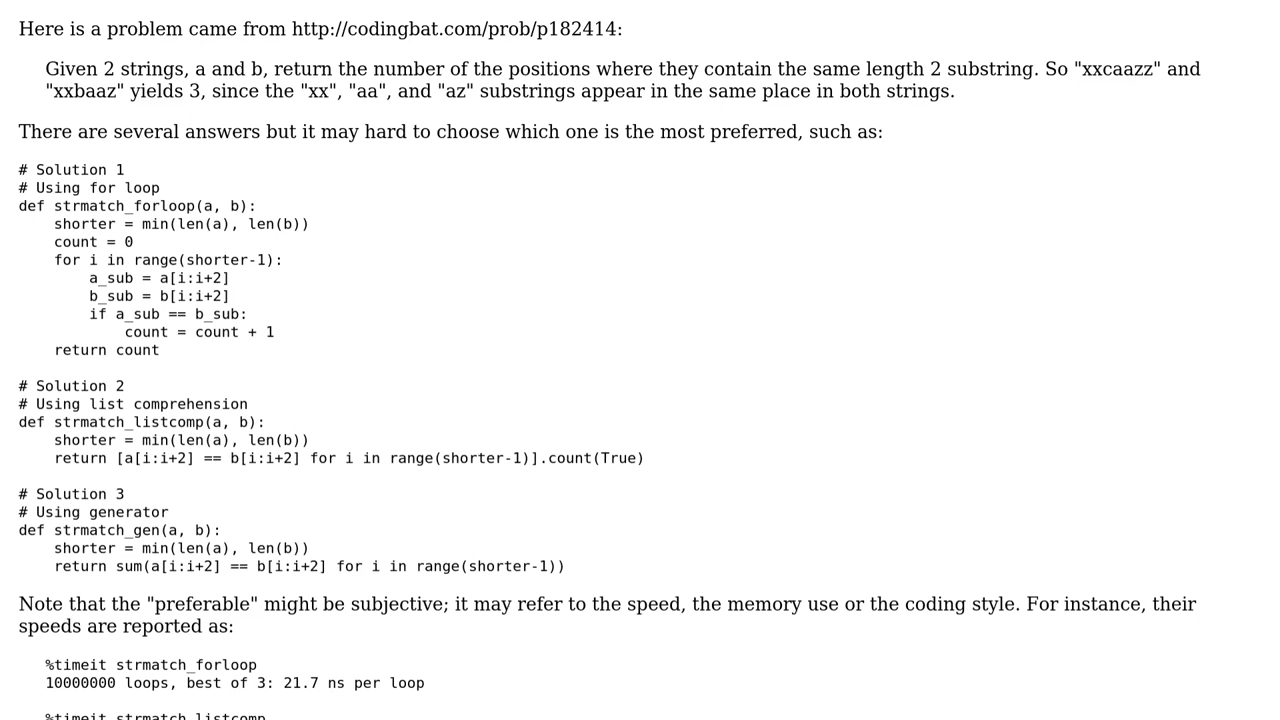 Here is a problem came from http://codingbat.com/prob/p182414:
Given 2 strings, a and b, return the number of the positions where they contain the same length 2 substring. So "xxcaazz" and
"xxbaaz" yields 3, since the "xx", "aa", and "az" substrings appear in the same place in both strings.
There are several answers but it may hard to choose which one is the most preferred, such as:
# Solution 1
# Using for loop
def strmatch_forloop(a, b):
    shorter = min(len(a), len(b))
    count = 0
    for i in range(shorter-1):
        a_sub = a[i:i+2]
        b_sub = b[i:i+2]
        if a_sub == b_sub:
            count = count + 1
    return count
# Solution 2
# Using list comprehension
def strmatch_listcomp(a, b):
    shorter = min(len(a), len(b))
    return [a[i:i+2] == b[i:i+2] for i in range(shorter-1)].count(True)
# Solution 3
# Using generator
def strmatch_gen(a, b):
    shorter = min(len(a), len(b))
    return sum(a[i:i+2] == b[i:i+2] for i in range(shorter-1))
Note that the "preferable" might be subjective; it may refer to the speed, the memory use or the coding style. For instance, their
speeds are reported as:
%timeit strmatch_forloop
10000000 loops, best of 3: 21.7 ns per loop
%timeit strmatch_listcomp